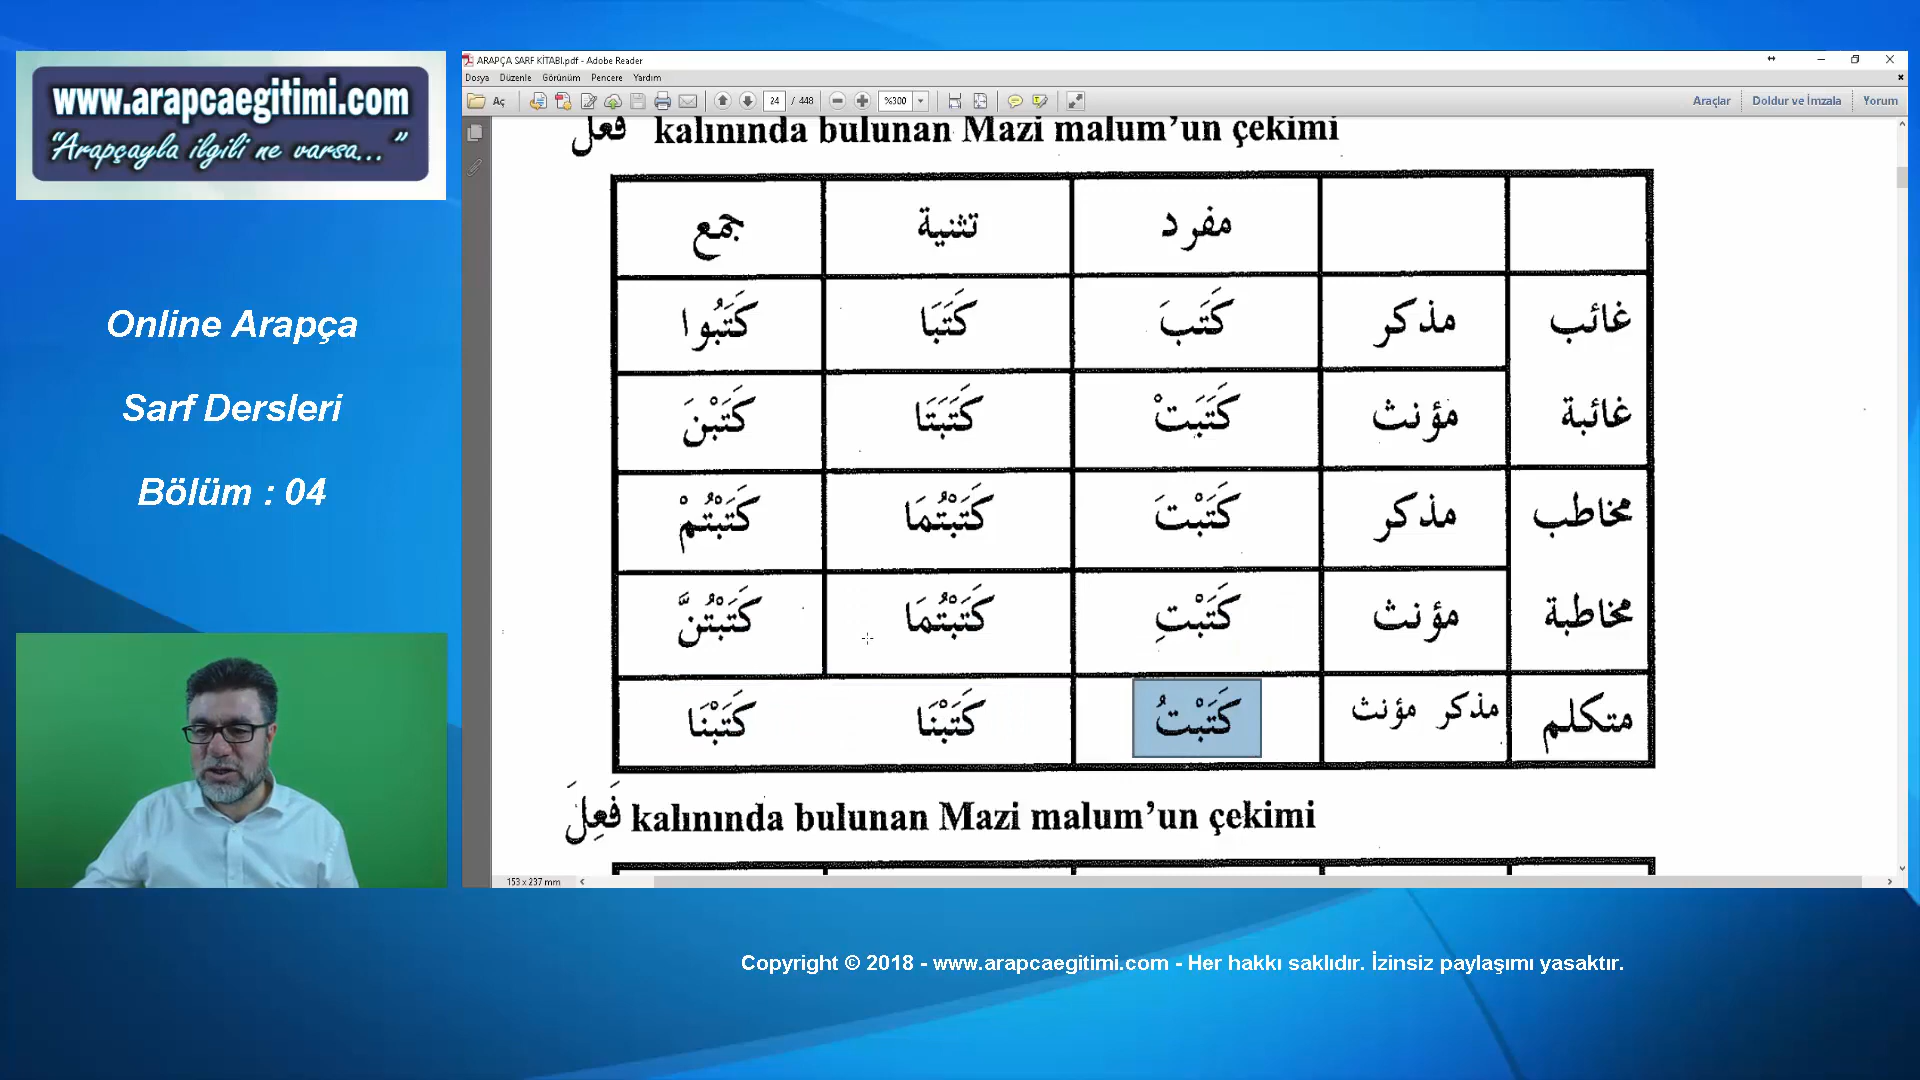 www.arapcaegitimi.com
“Arapçayla ilgili ne varsa...”
Online Arapça
Sarf Dersleri
Bölüm : 04
ARAPÇA SARF KİTABI.pdf - Adobe Reader
Dosya Düzenle Görünüm Pencere Yardım
Aç 24 / 448 %300 Araçlar Doldur ve İmzala Yorum
فعل kalınında bulunan Mazi malum’un çekimi
مفرد تثنية جمع
غائب مذكر كَتَبَ كَتَبَا كَتَبُوا
غائبة مؤنث كَتَبَتْ كَتَبَتَا كَتَبْنَ
مخاطب مذكر كَتَبْتَ كَتَبْتُمَا كَتَبْتُمْ
مخاطبة مؤنث كَتَبْتِ كَتَبْتُمَا كَتَبْتُنَّ
متكلم مذكر مؤنث كَتَبْتُ كَتَبْنَا كَتَبْنَا
فَعِلَ kalınında bulunan Mazi malum’un çekimi
153 x 237 mm
Copyright © 2018 - www.arapcaegitimi.com - Her hakkı saklıdır. İzinsiz paylaşımı yasaktır.